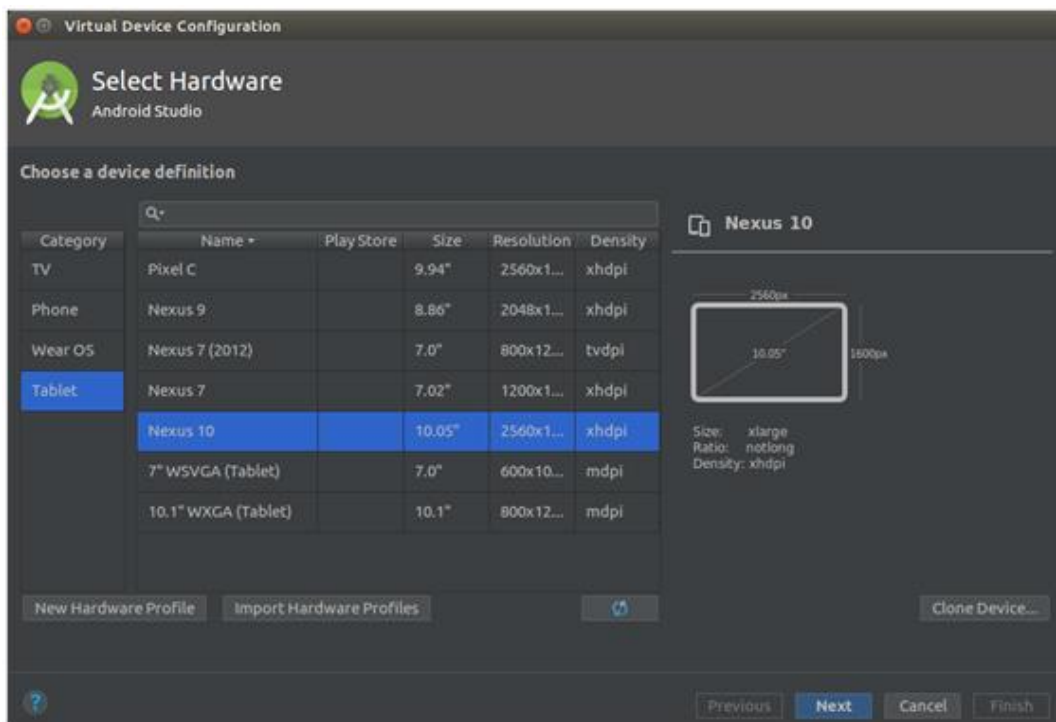 Virtual Device Configuration
Select Hardware
Android Studio
Choose a device definition
Category
TV
Phone
Wear OS
Tablet
Name Play Store Size Resolution Density
Pixel C 9.94" 2560x1... xhdpi
Nexus 9 8.86" 2048x1... xhdpi
Nexus 7 (2012) 7.0" 800x12... tvdpi
Nexus 7 7.02" 1200x1... xhdpi
Nexus 10 10.05" 2560x1... xhdpi
7" WSVGA (Tablet) 7.0" 600x10... mdpi
10.1" WXGA (Tablet) 10.1" 800x12... mdpi
Nexus 10
2560px
10.05"
1600px
Size: xlarge
Ratio: notlong
Density: xhdpi
New Hardware Profile Import Hardware Profiles
Clone Device...
?
Previous Next Cancel Finish